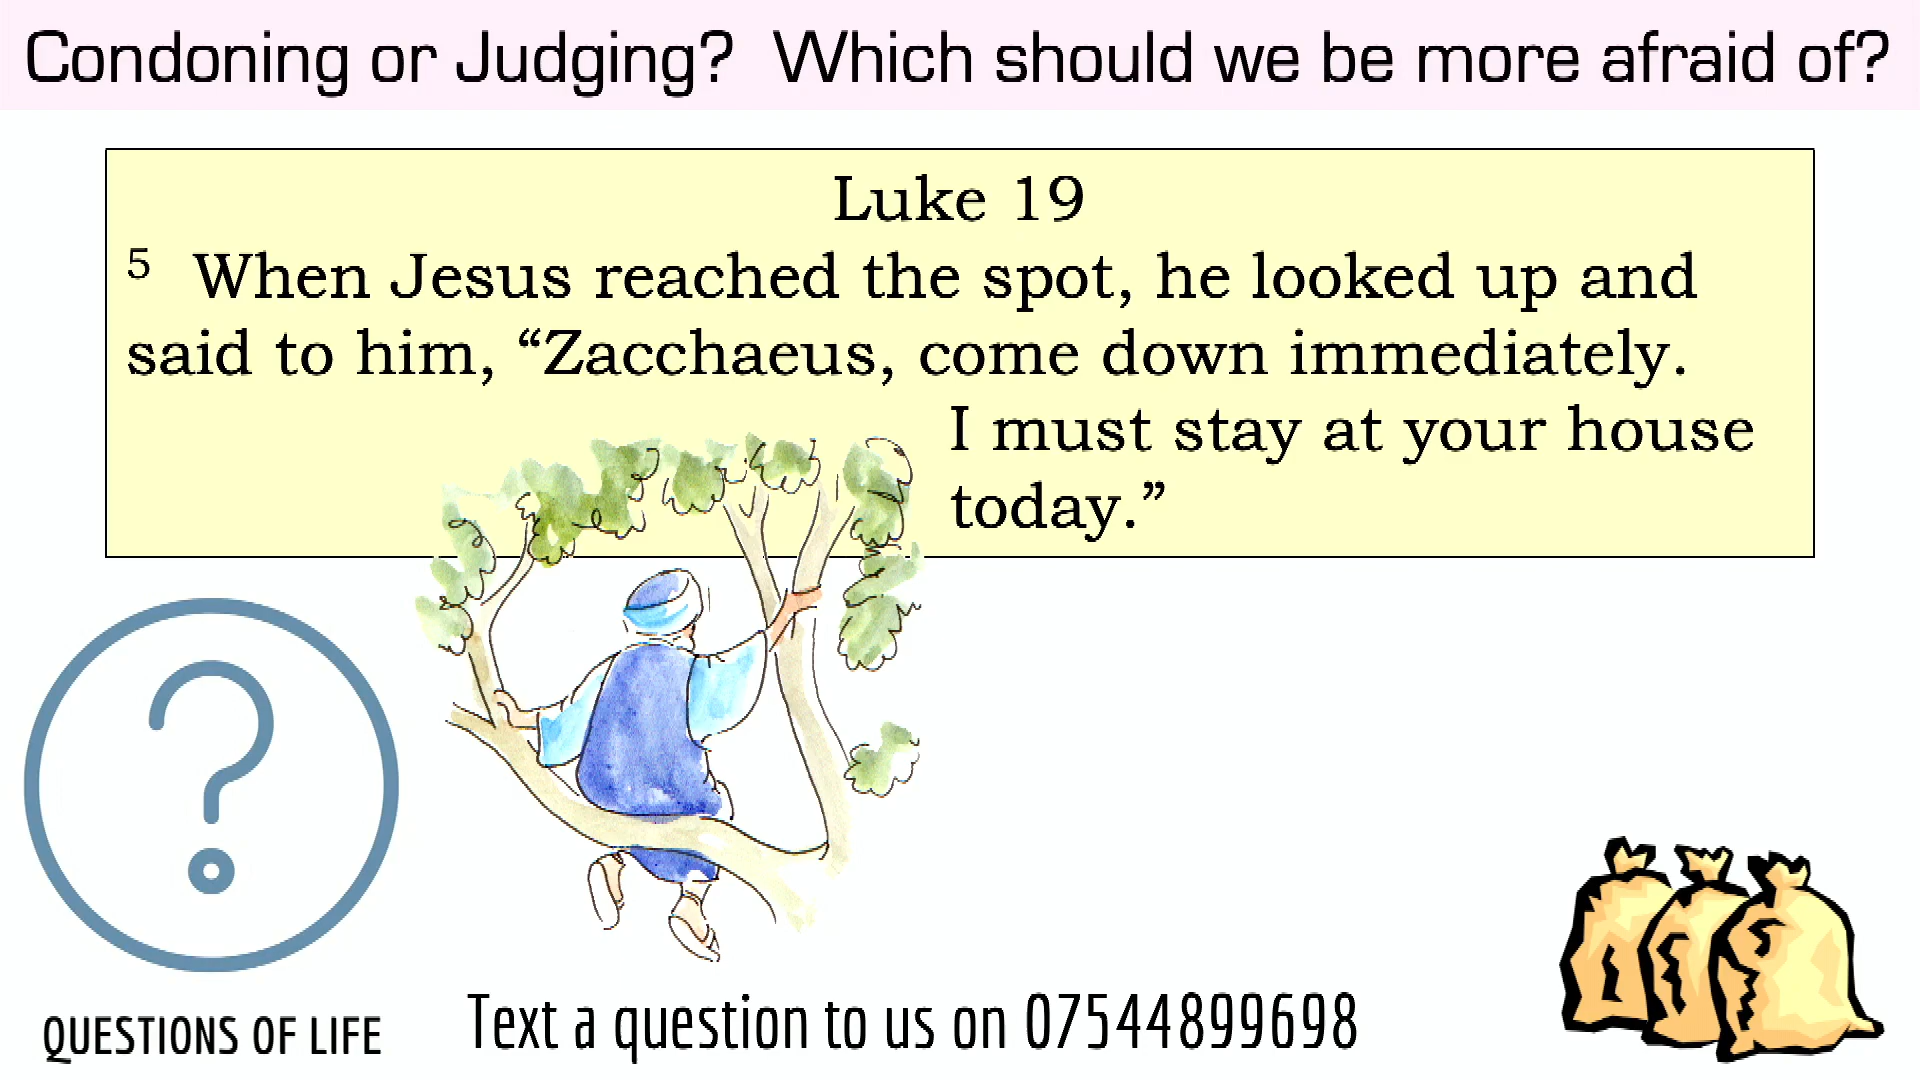 Condoning or Judging? Which should we be more afraid of?
Luke 19
5 When Jesus reached the spot, he looked up and
said to him, “Zacchaeus, come down immediately.
I must stay at your house
today.”
QUESTIONS OF LIFE
Text a question to us on 07544899698